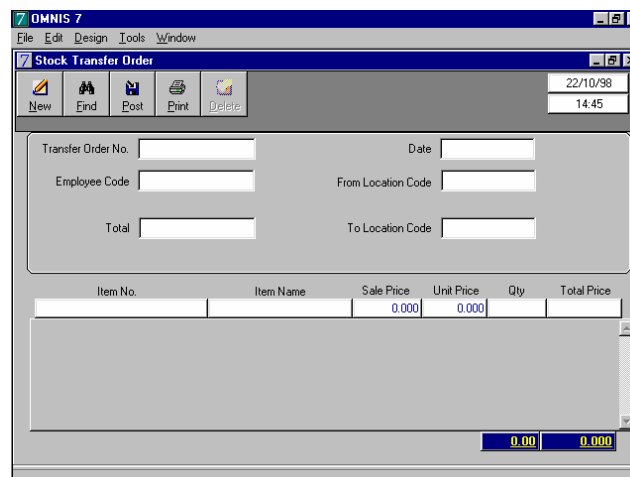 7 OMNIS 7
File Edit Design Tools Window
7 Stock Transfer Order
New Find Post Print Delete
22/10/98
14:45
Transfer Order No. Date
Employee Code From Location Code
Total To Location Code
Item No. Item Name Sale Price Unit Price Qty Total Price
0.000 0.000
0.00 0.000